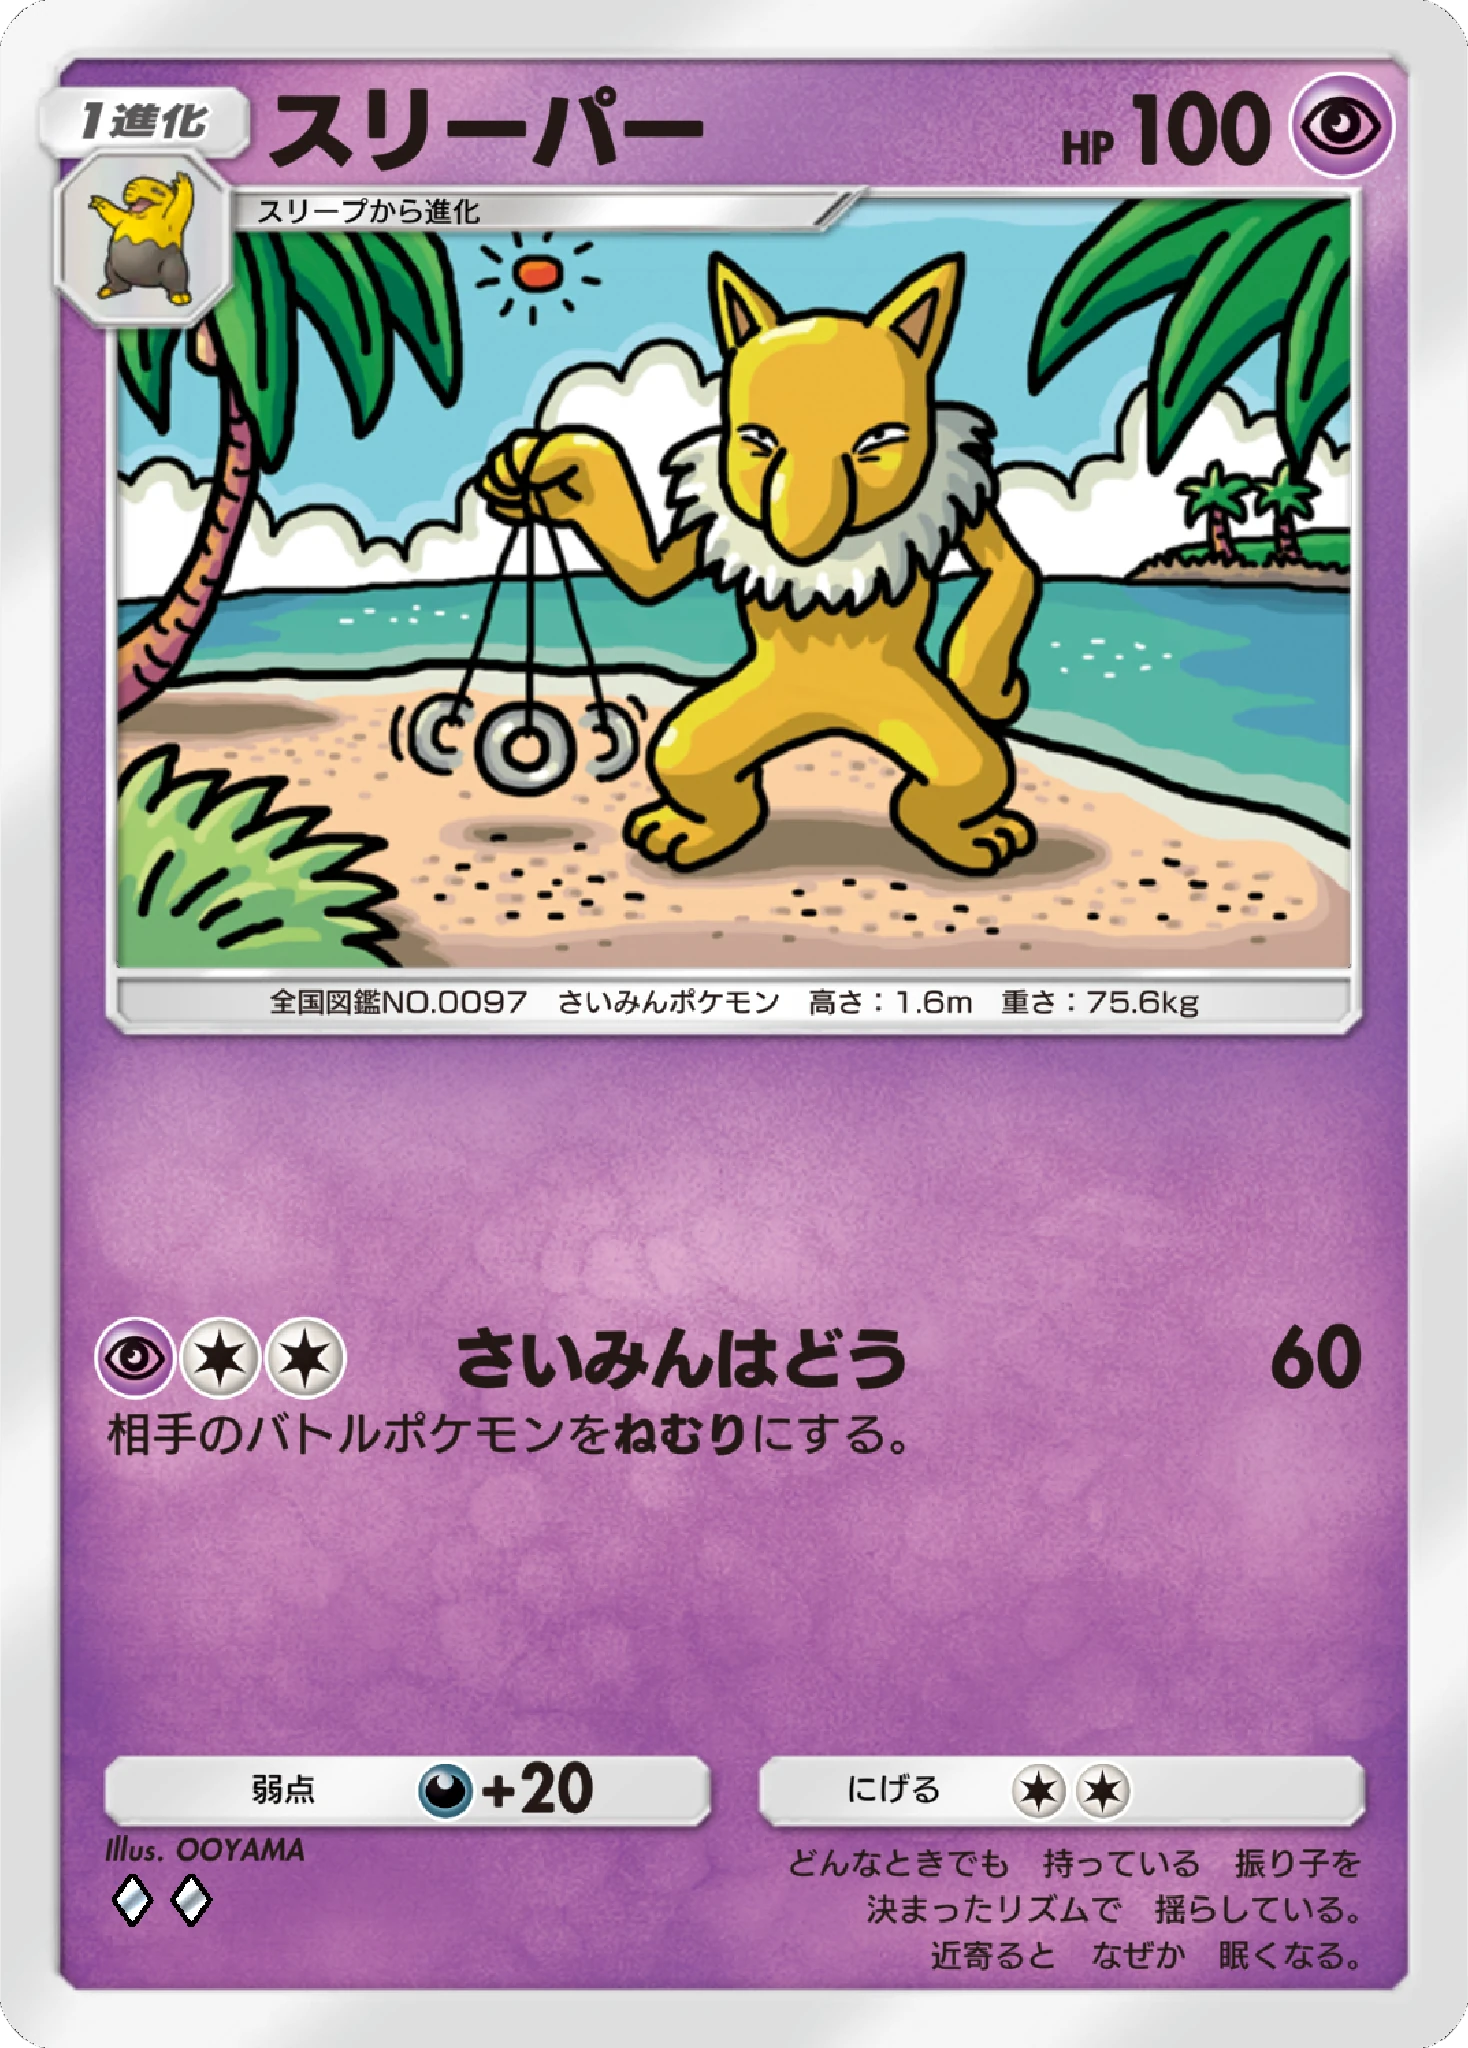 1進化
スリーパー
HP 100
スリープから進化
全国図鑑NO.0097 さいみんポケモン 高さ：1.6m 重さ：75.6kg
さいみんはどう 60
相手のバトルポケモンをねむりにする。
弱点 +20
にげる
Illus. OOYAMA
どんなときでも 持っている 振り子を
決まったリズムで 揺らしている。
近寄ると なぜか 眠くなる。